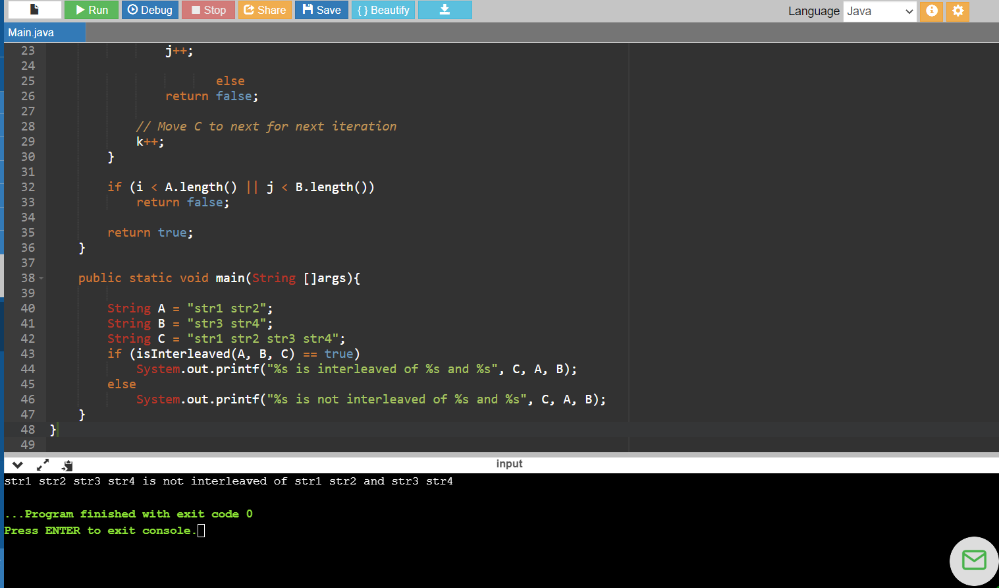 Run Debug Stop Share Save { } Beautify Language Java
Main.java
23 j++;
24
25 else
26 return false;
27
28 // Move C to next for next iteration
29 k++;
30 }
31
32 if (i < A.length() || j < B.length())
33 return false;
34
35 return true;
36 }
37
38 public static void main(String []args){
39
40 String A = "str1 str2";
41 String B = "str3 str4";
42 String C = "str1 str2 str3 str4";
43 if (isInterleaved(A, B, C) == true)
44 System.out.printf("%s is interleaved of %s and %s", C, A, B);
45 else
46 System.out.printf("%s is not interleaved of %s and %s", C, A, B);
47 }
48 }
49
input
str1 str2 str3 str4 is not interleaved of str1 str2 and str3 str4
...Program finished with exit code 0
Press ENTER to exit console.